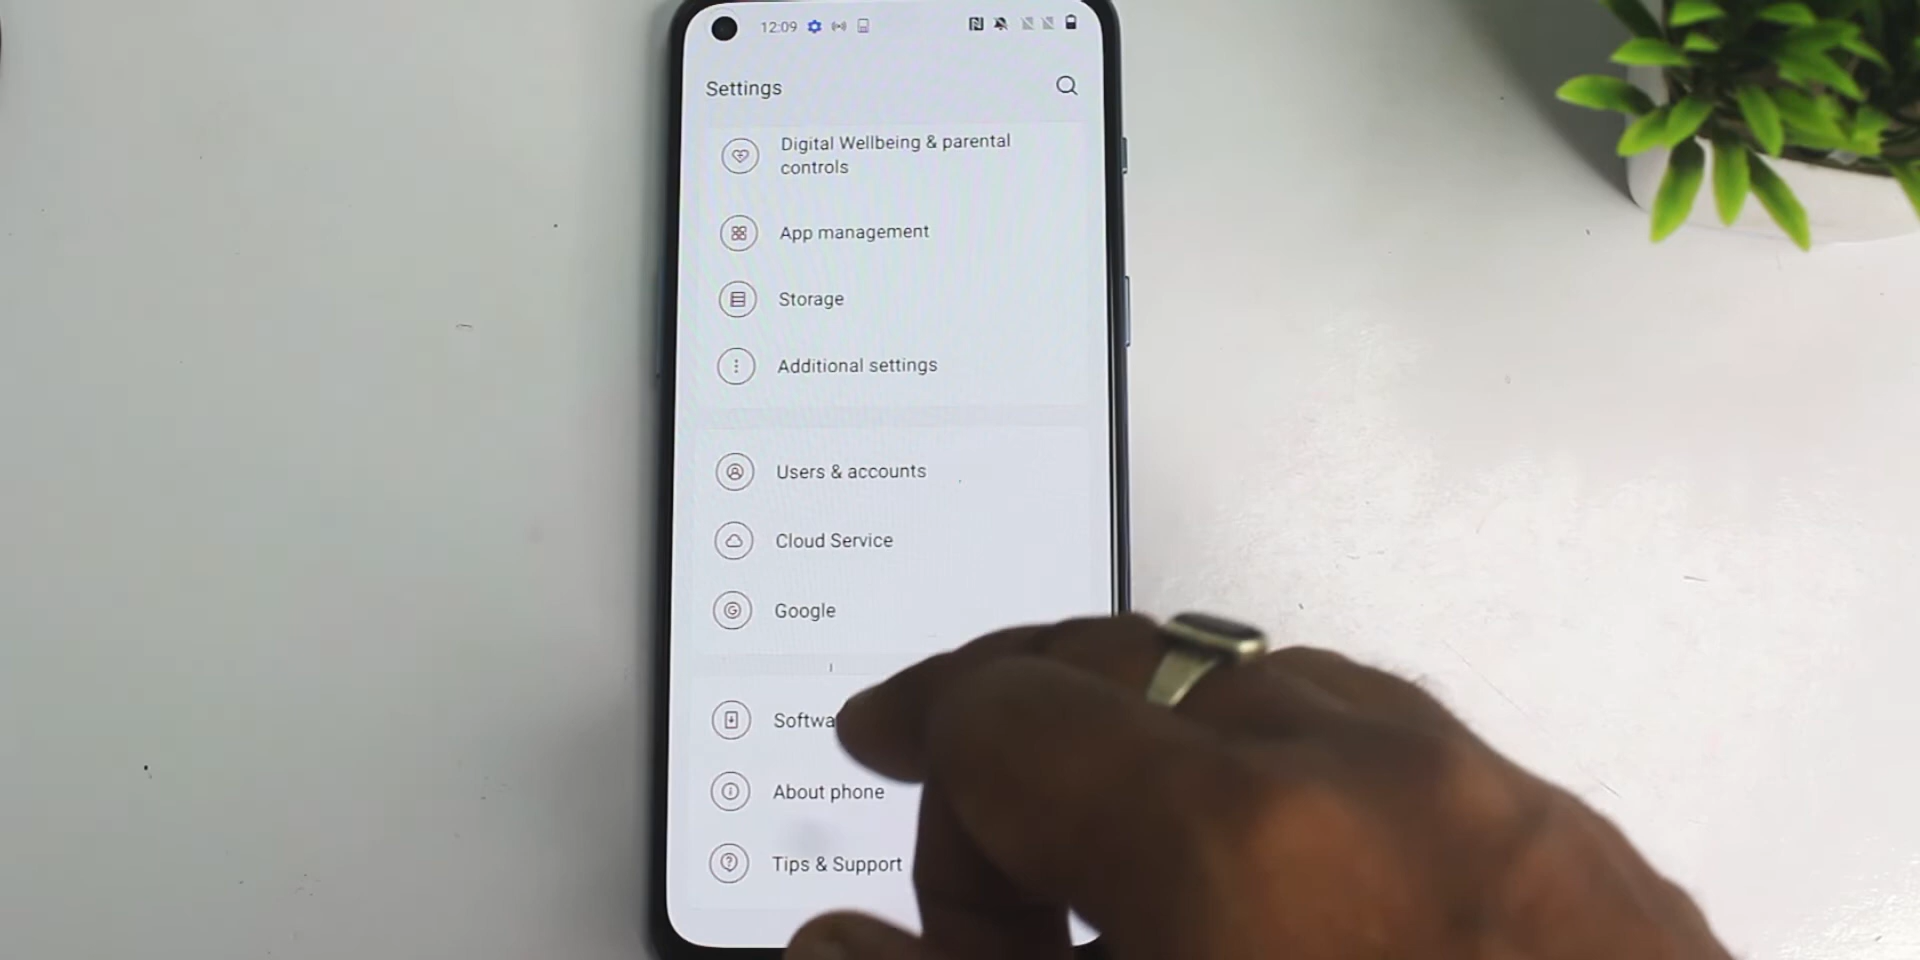 12:09
Settings
Digital Wellbeing & parental
controls
App management
Storage
Additional settings
Users & accounts
Cloud Service
Google
About phone
Tips & Support